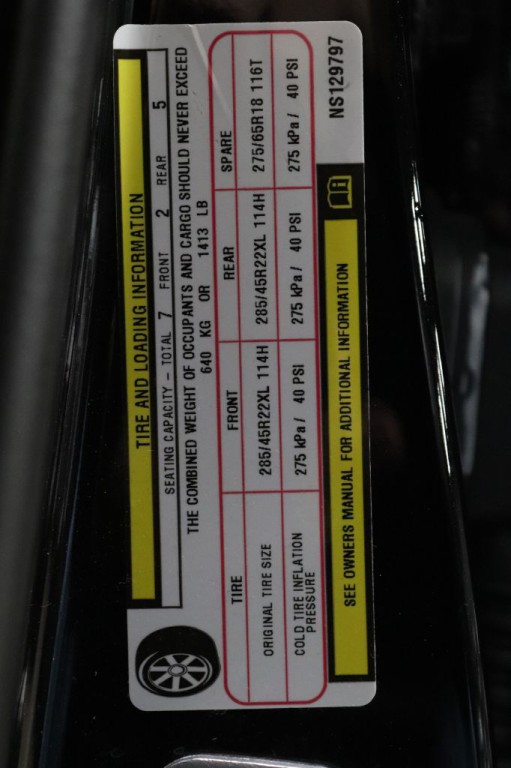 TIRE AND LOADING INFORMATION
SEATING CAPACITY – TOTAL 7 FRONT 2 REAR 5
THE COMBINED WEIGHT OF OCCUPANTS AND CARGO SHOULD NEVER EXCEED
640 KG OR 1413 LB
TIRE FRONT REAR SPARE
ORIGINAL TIRE SIZE 285/45R22XL 114H 285/45R22XL 114H 275/65R18 116T
COLD TIRE INFLATION
PRESSURE 275 kPa / 40 PSI 275 kPa / 40 PSI 275 kPa / 40 PSI
SEE OWNERS MANUAL FOR ADDITIONAL INFORMATION
NS129797